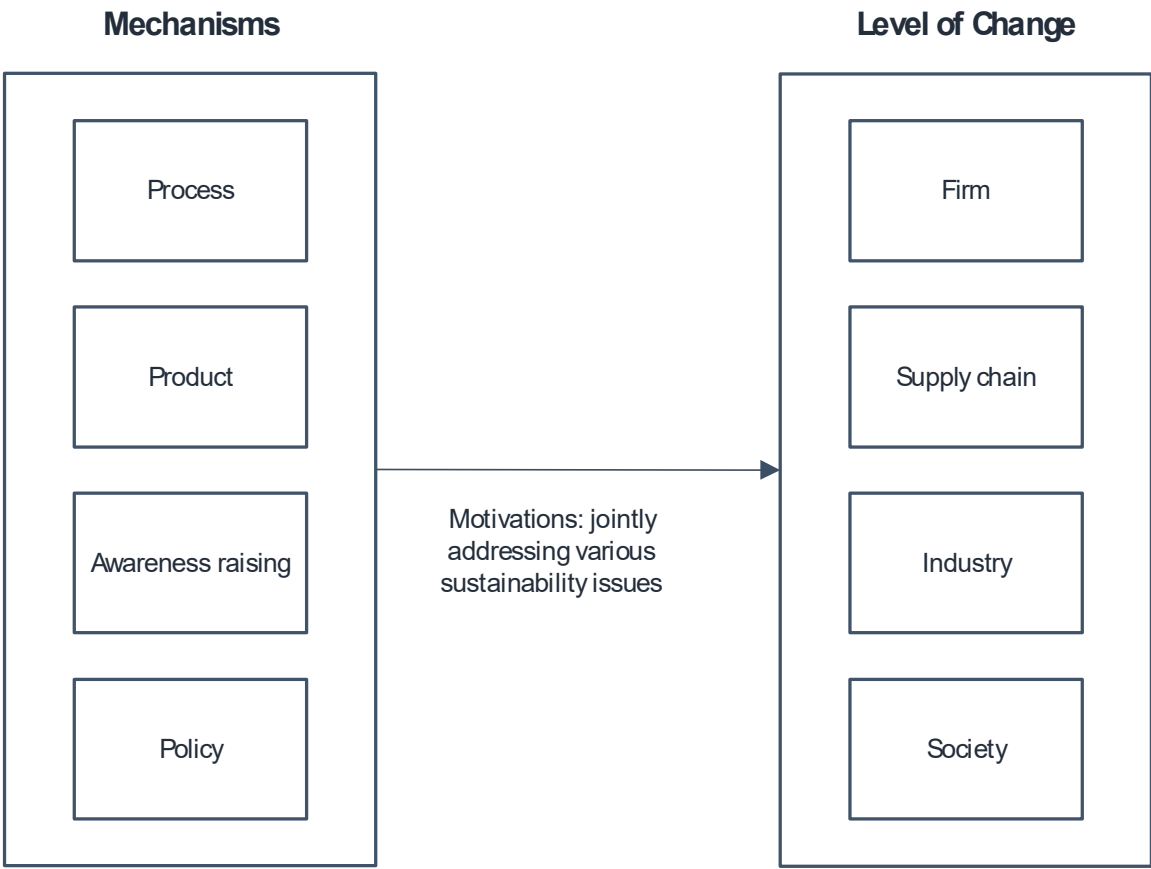 Mechanisms
Level of Change
Process
Product
Awareness raising
Policy
Motivations: jointly
addressing various
sustainability issues
Firm
Supply chain
Industry
Society